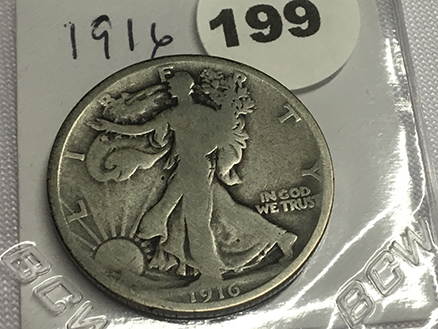 1916
199
LIBERTY
IN GOD
WE TRUST
1916
BCW
BCW